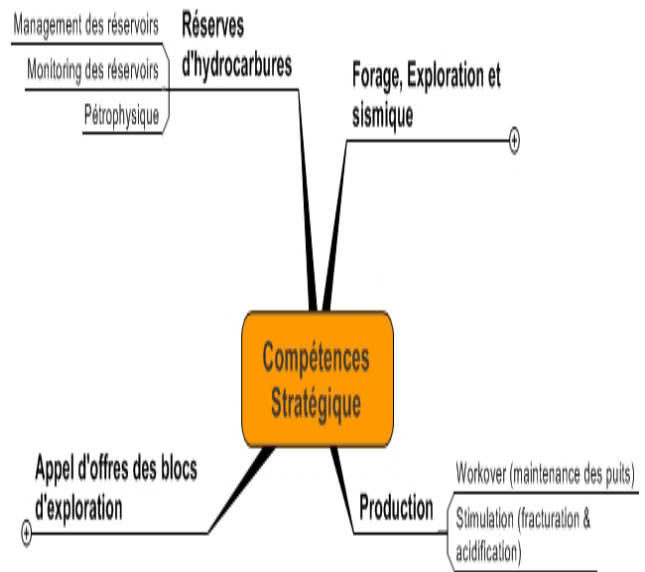 Management des réservoirs
Monitoring des réservoirs
Pétrophysique
Réserves
d'hydrocarbures
Forage, Exploration et
sismique
Compétences
Stratégique
Appel d'offres des blocs
d'exploration
Production
Workover (maintenance des puits)
Stimulation (fracturation &
acidification)